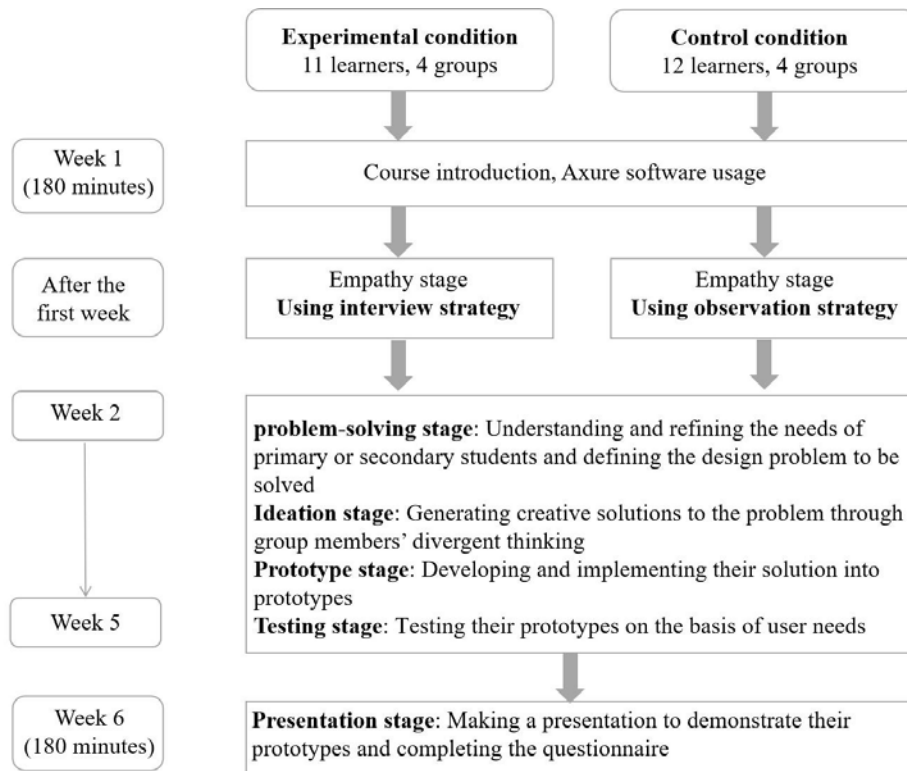 Experimental condition
11 learners, 4 groups
Control condition
12 learners, 4 groups
Week 1
(180 minutes)
Course introduction, Axure software usage
After the
first week
Empathy stage
Using interview strategy
Empathy stage
Using observation strategy
Week 2
problem-solving stage: Understanding and refining the needs of
primary or secondary students and defining the design problem to be
solved
Ideation stage: Generating creative solutions to the problem through
group members’ divergent thinking
Prototype stage: Developing and implementing their solution into
prototypes
Testing stage: Testing their prototypes on the basis of user needs
Week 5
Week 6
(180 minutes)
Presentation stage: Making a presentation to demonstrate their
prototypes and completing the questionnaire